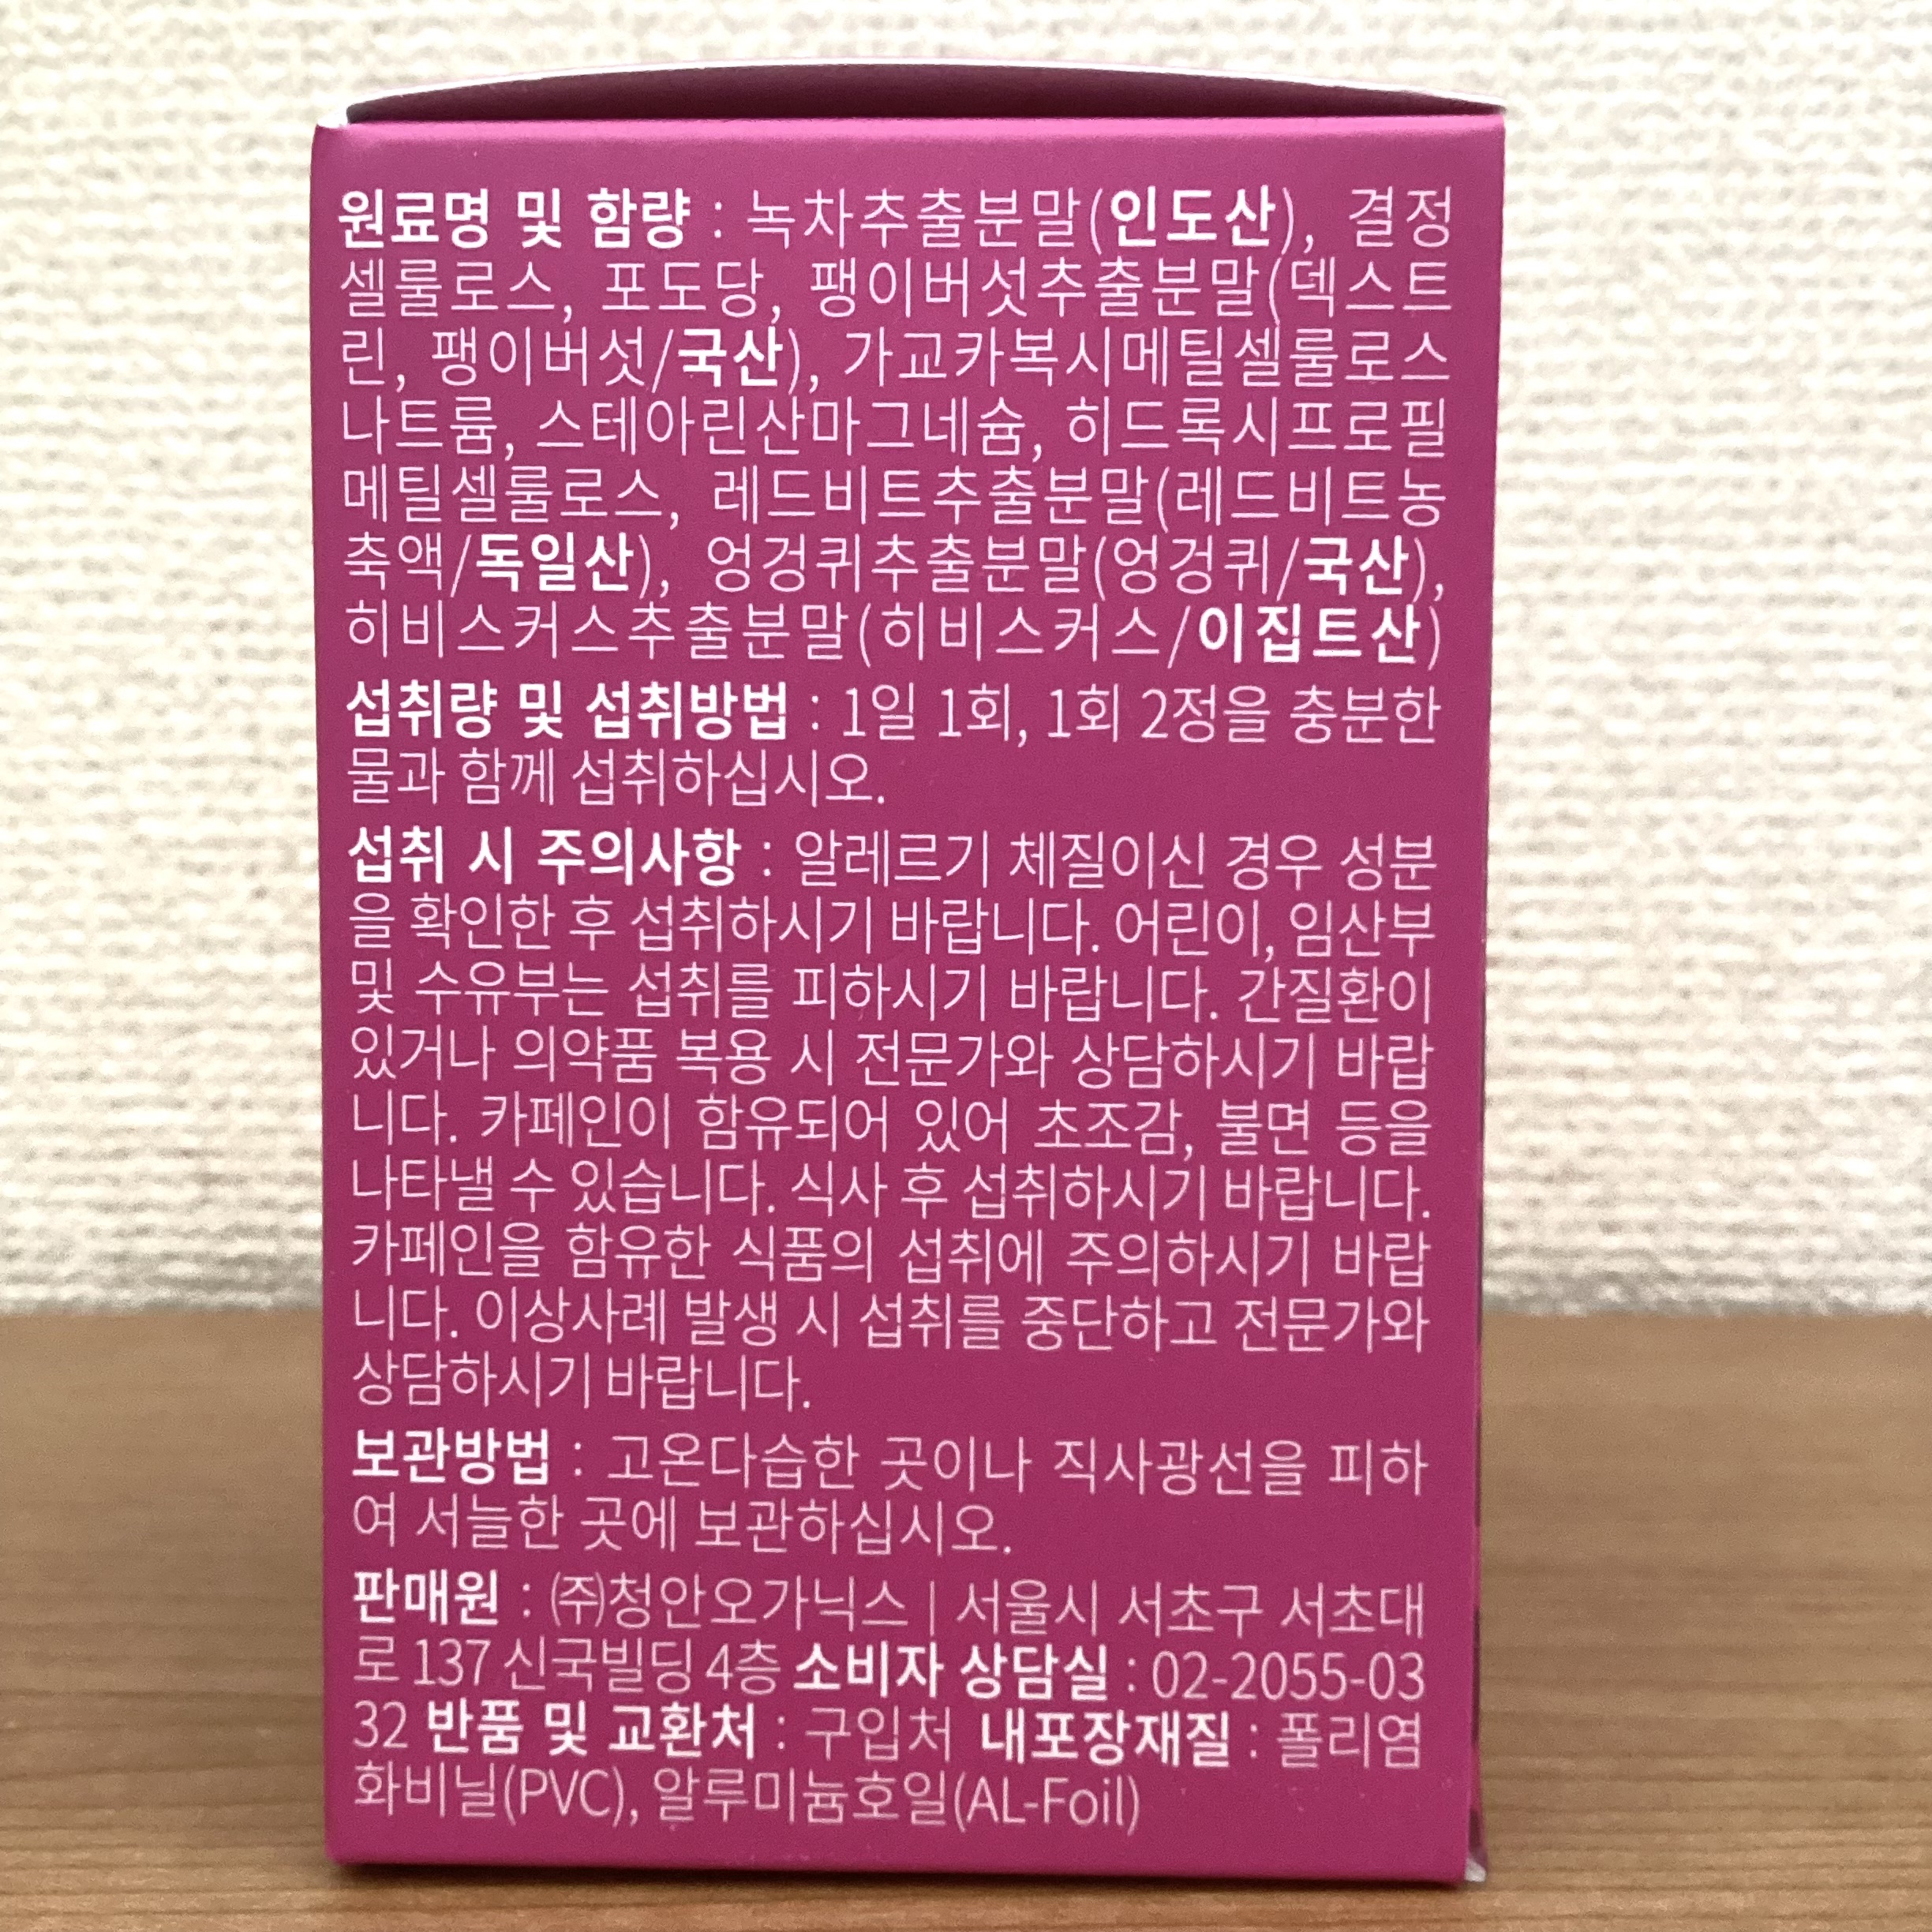 원료명 및 함량 : 녹차추출분말(인도산), 결정
셀룰로스, 포도당, 팽이버섯추출분말(덱스트
린, 팽이버섯/국산), 가교카복시메틸셀룰로스
나트륨, 스테아린산마그네슘, 히드록시프로필
메틸셀룰로스, 레드비트추출분말(레드비트농
축액/독일산), 엉겅퀴추출분말(엉겅퀴/국산),
히비스커스추출분말(히비스커스/이집트산)
섭취량 및 섭취방법 : 1일 1회, 1회 2정을 충분한
물과 함께 섭취하십시오.
섭취 시 주의사항 : 알레르기 체질이신 경우 성분
을 확인한 후 섭취하시기 바랍니다. 어린이, 임산부
및 수유부는 섭취를 피하시기 바랍니다. 간질환이
있거나 의약품 복용 시 전문가와 상담하시기 바랍
니다. 카페인이 함유되어 있어 초조감, 불면 등을
나타낼 수 있습니다. 식사 후 섭취하시기 바랍니다.
카페인을 함유한 식품의 섭취에 주의하시기 바랍
니다. 이상사례 발생 시 섭취를 중단하고 전문가와
상담하시기 바랍니다.
보관방법 : 고온다습한 곳이나 직사광선을 피하
여 서늘한 곳에 보관하십시오.
판매원 : ㈜청안오가닉스 | 서울시 서초구 서초대
로 137 신국빌딩 4층 소비자 상담실 : 02-2055-03
32 반품 및 교환처 : 구입처 내포장재질 : 폴리염
화비닐(PVC), 알루미늄호일(AL-Foil)